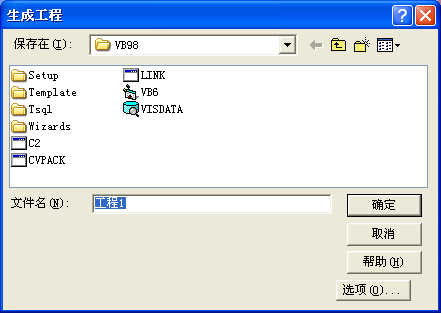 生成工程
保存在(I): VB98
Setup LINK
Template VB6
Tsql VISDATA
Wizards
C2
CVPACK
文件名(N): 工程1 确定
取消
帮助(H)
选项(O)...